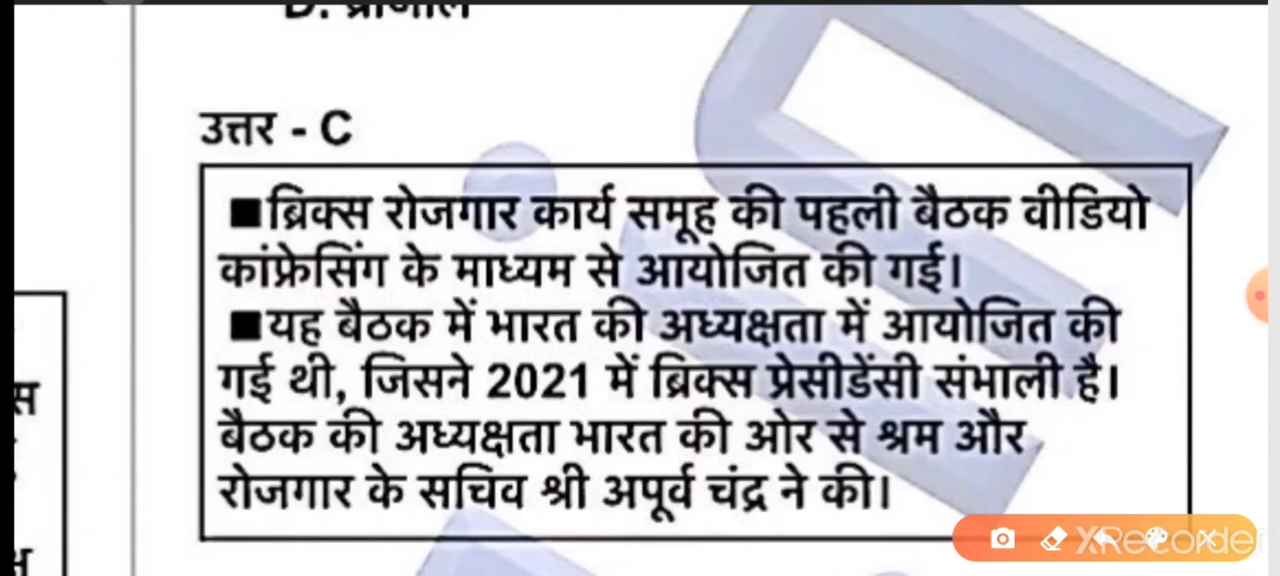 D. ब्राजील
उत्तर - C
■ब्रिक्स रोजगार कार्य समूह की पहली बैठक वीडियो
कांफ्रेसिंग के माध्यम से आयोजित की गई।
■यह बैठक में भारत की अध्यक्षता में आयोजित की
गई थी, जिसने 2021 में ब्रिक्स प्रेसीडेंसी संभाली है।
बैठक की अध्यक्षता भारत की ओर से श्रम और
रोजगार के सचिव श्री अपूर्व चंद्र ने की।
स
XRecorder